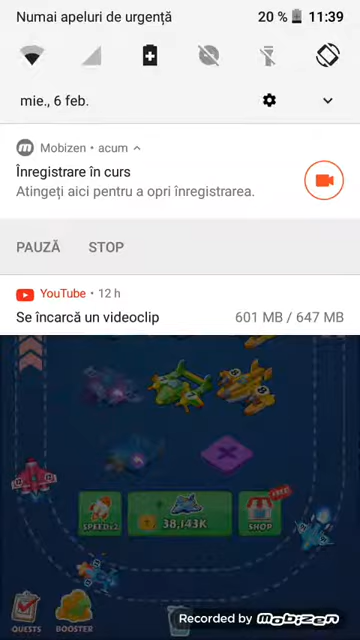 Numai apeluri de urgență 20 % 11:39
mie., 6 feb.
Mobizen • acum
Înregistrare în curs
Atingeți aici pentru a opri înregistrarea.
PAUZĂ STOP
YouTube • 12 h
Se încarcă un videoclip 601 MB / 647 MB
SPEEDx2 38,143K SHOP FREE
QUESTS BOOSTER
Recorded by mobizen